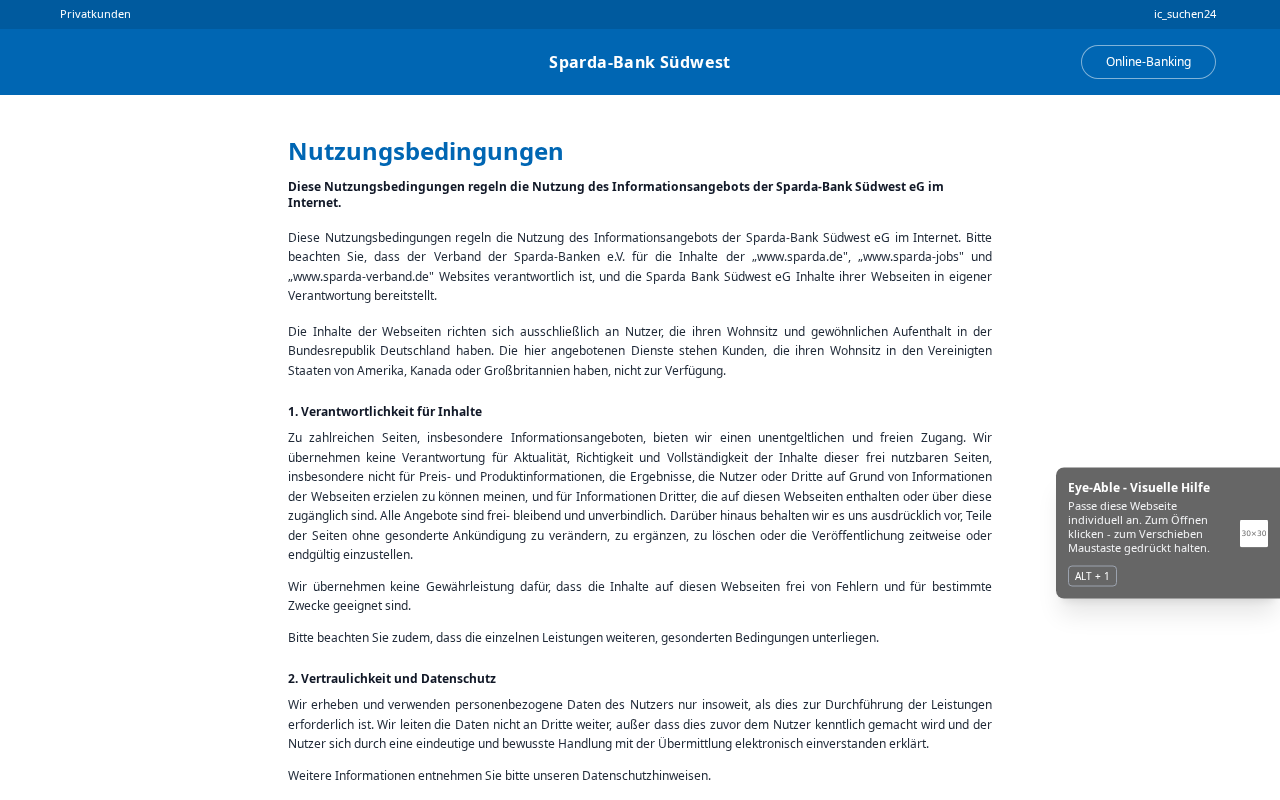 Privatkunden
ic_suchen24
Sparda-Bank Südwest
Online-Banking
Nutzungsbedingungen
Diese Nutzungsbedingungen regeln die Nutzung des Informationsangebots der Sparda-Bank Südwest eG im
Internet.
Diese Nutzungsbedingungen regeln die Nutzung des Informationsangebots der Sparda-Bank Südwest eG im Internet. Bitte
beachten Sie, dass der Verband der Sparda-Banken e.V. für die Inhalte der „www.sparda.de", „www.sparda-jobs" und
„www.sparda-verband.de" Websites verantwortlich ist, und die Sparda Bank Südwest eG Inhalte ihrer Webseiten in eigener
Verantwortung bereitstellt.
Die Inhalte der Webseiten richten sich ausschließlich an Nutzer, die ihren Wohnsitz und gewöhnlichen Aufenthalt in der
Bundesrepublik Deutschland haben. Die hier angebotenen Dienste stehen Kunden, die ihren Wohnsitz in den Vereinigten
Staaten von Amerika, Kanada oder Großbritannien haben, nicht zur Verfügung.
1. Verantwortlichkeit für Inhalte
Zu zahlreichen Seiten, insbesondere Informationsangeboten, bieten wir einen unentgeltlichen und freien Zugang. Wir
übernehmen keine Verantwortung für Aktualität, Richtigkeit und Vollständigkeit der Inhalte dieser frei nutzbaren Seiten,
insbesondere nicht für Preis- und Produktinformationen, die Ergebnisse, die Nutzer oder Dritte auf Grund von Informationen
der Webseiten erzielen zu können meinen, und für Informationen Dritter, die auf diesen Webseiten enthalten oder über diese
zugänglich sind. Alle Angebote sind frei- bleibend und unverbindlich. Darüber hinaus behalten wir es uns ausdrücklich vor, Teile
der Seiten ohne gesonderte Ankündigung zu verändern, zu ergänzen, zu löschen oder die Veröffentlichung zeitweise oder
endgültig einzustellen.
Wir übernehmen keine Gewährleistung dafür, dass die Inhalte auf diesen Webseiten frei von Fehlern und für bestimmte
Zwecke geeignet sind.
Bitte beachten Sie zudem, dass die einzelnen Leistungen weiteren, gesonderten Bedingungen unterliegen.
2. Vertraulichkeit und Datenschutz
Wir erheben und verwenden personenbezogene Daten des Nutzers nur insoweit, als dies zur Durchführung der Leistungen
erforderlich ist. Wir leiten die Daten nicht an Dritte weiter, außer dass dies zuvor dem Nutzer kenntlich gemacht wird und der
Nutzer sich durch eine eindeutige und bewusste Handlung mit der Übermittlung elektronisch einverstanden erklärt.
Weitere Informationen entnehmen Sie bitte unseren Datenschutzhinweisen.
Eye-Able - Visuelle Hilfe
Passe diese Webseite
individuell an. Zum Öffnen
klicken - zum Verschieben
Maustaste gedrückt halten.
30×30
ALT + 1